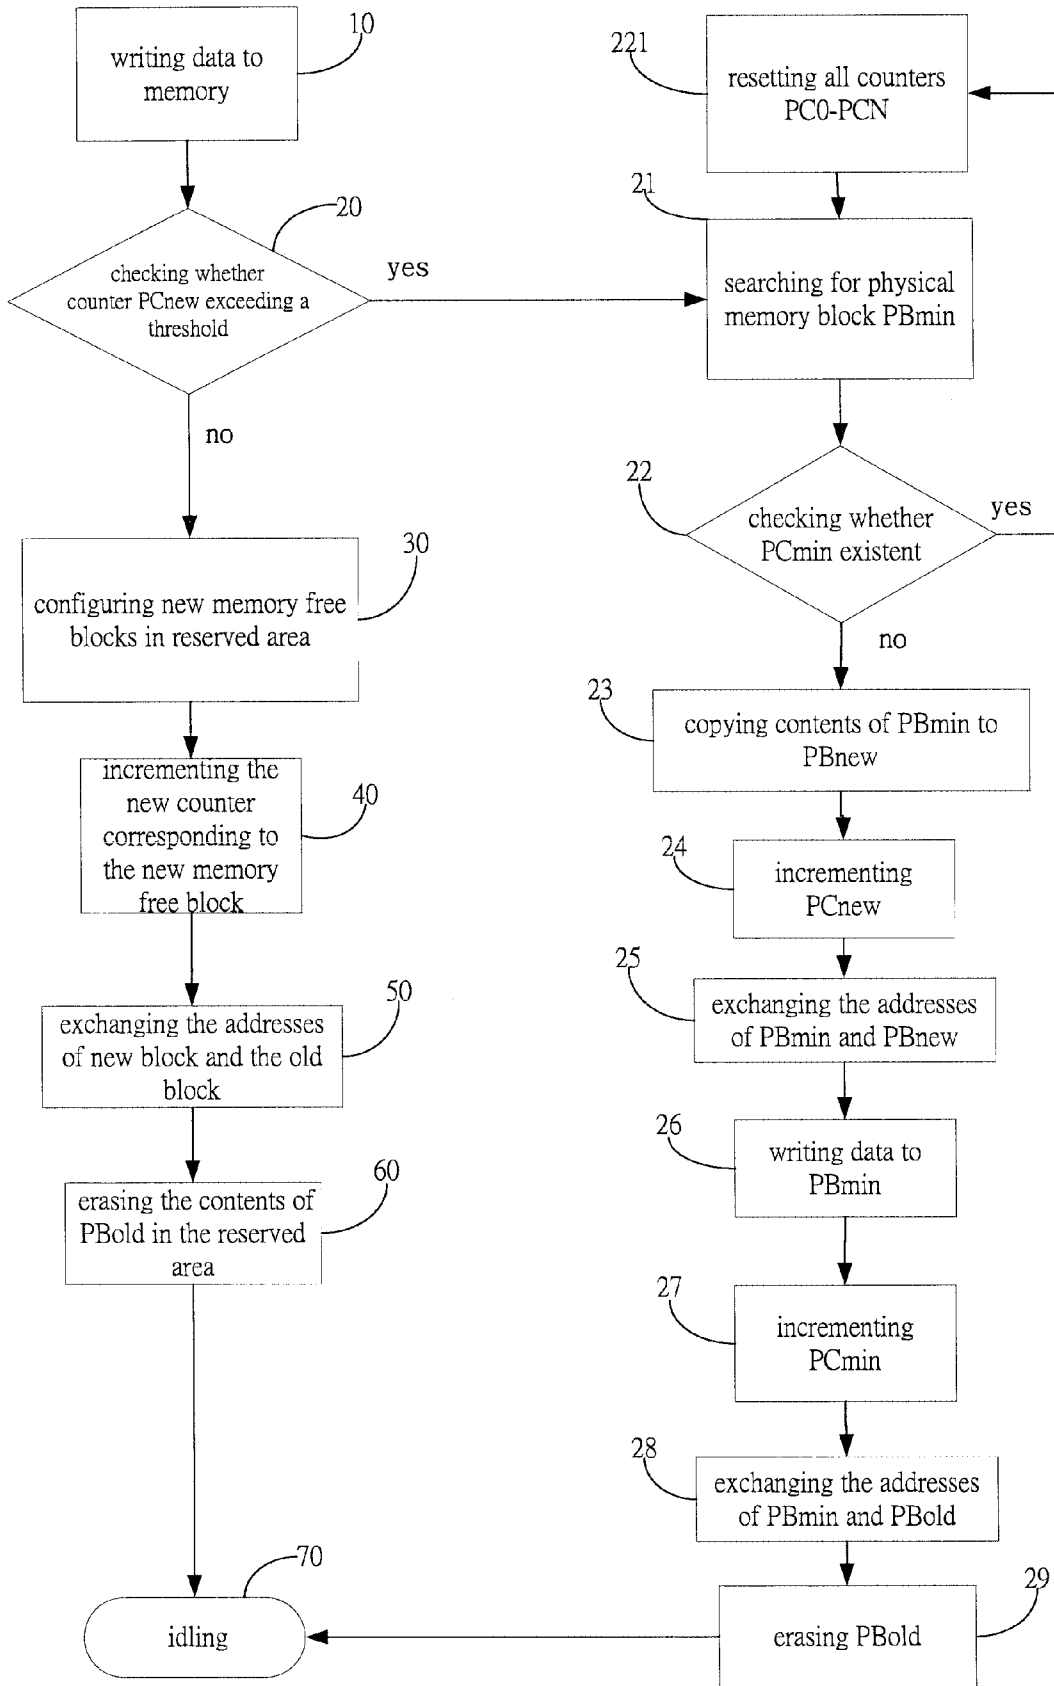 10
writing data to
memory
20
checking whether
counter PCnew exceeding a
threshold
yes
no
30
configuring new memory free
blocks in reserved area
incrementing the
new counter
corresponding to
the new memory
free block
40
50
exchanging the addresses
of new block and the old
block
60
erasing the contents of
PBold in the reserved
area
70
idling
221
resetting all counters
PC0-PCN
21
searching for physical
memory block PBmin
22
checking whether
PCmin existent
yes
no
23
copying contents of PBmin to
PBnew
24
incrementing
PCnew
25
exchanging the addresses
of PBmin and PBnew
26
writing data to
PBmin
27
incrementing
PCmin
28
exchanging the addresses
of PBmin and PBold
29
erasing PBold